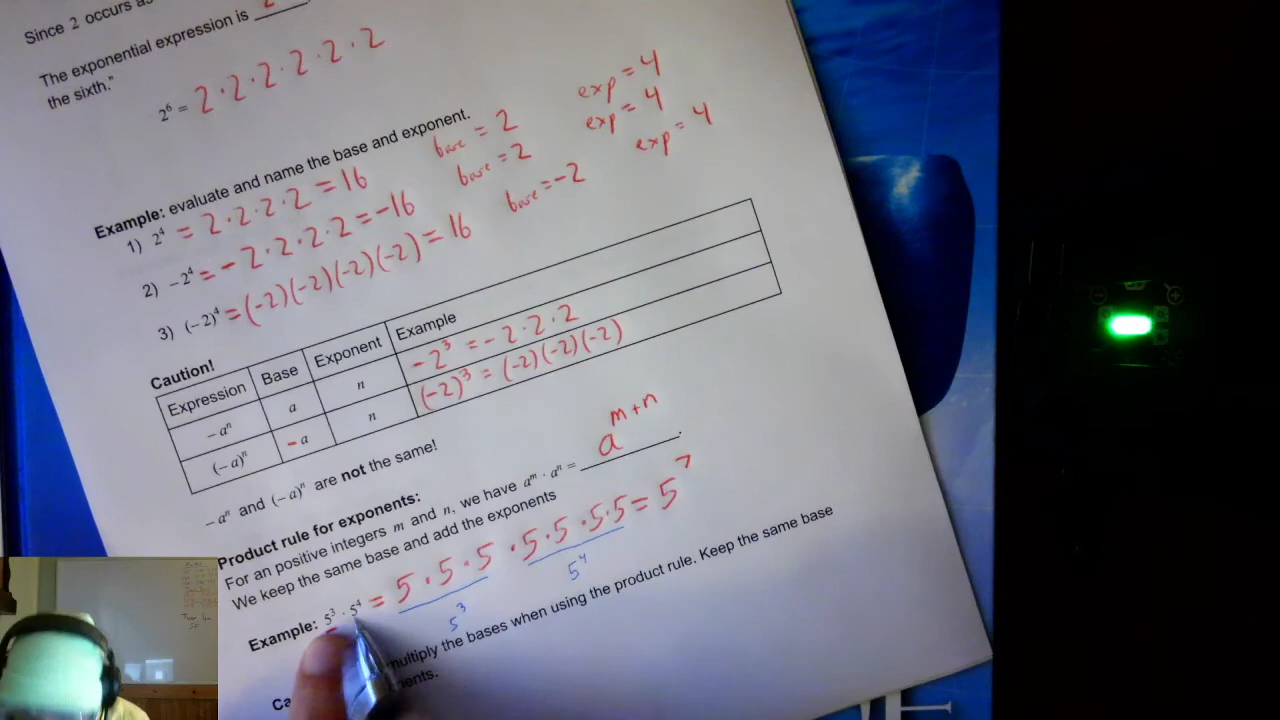 Since 2 occurs as
The exponential expression is 2
the sixth."
2⁶ = 2 · 2 · 2 · 2 · 2 · 2
Example: evaluate and name the base and exponent.
1) 2⁴ = 2 · 2 · 2 · 2 = 16 base = 2 exp = 4
2) −2⁴ = − 2 · 2 · 2 · 2 = −16 base = 2 exp = 4
3) (−2)⁴ = (−2)(−2)(−2)(−2) = 16 base = −2 exp = 4
Caution!
Expression Base Exponent Example
−aⁿ a n −2³ = − 2 · 2 · 2
(−a)ⁿ −a n (−2)³ = (−2)(−2)(−2)
−aⁿ and (−a)ⁿ are not the same!
Product rule for exponents:
For an positive integers m and n, we have aᵐ · aⁿ = aᵐ⁺ⁿ.
We keep the same base and add the exponents
Example: 5³ · 5⁴ = 5 · 5 · 5 · 5 · 5 · 5 · 5 = 5⁷
5³ 5⁴
Ca multiply the bases when using the product rule. Keep the same base
ents.